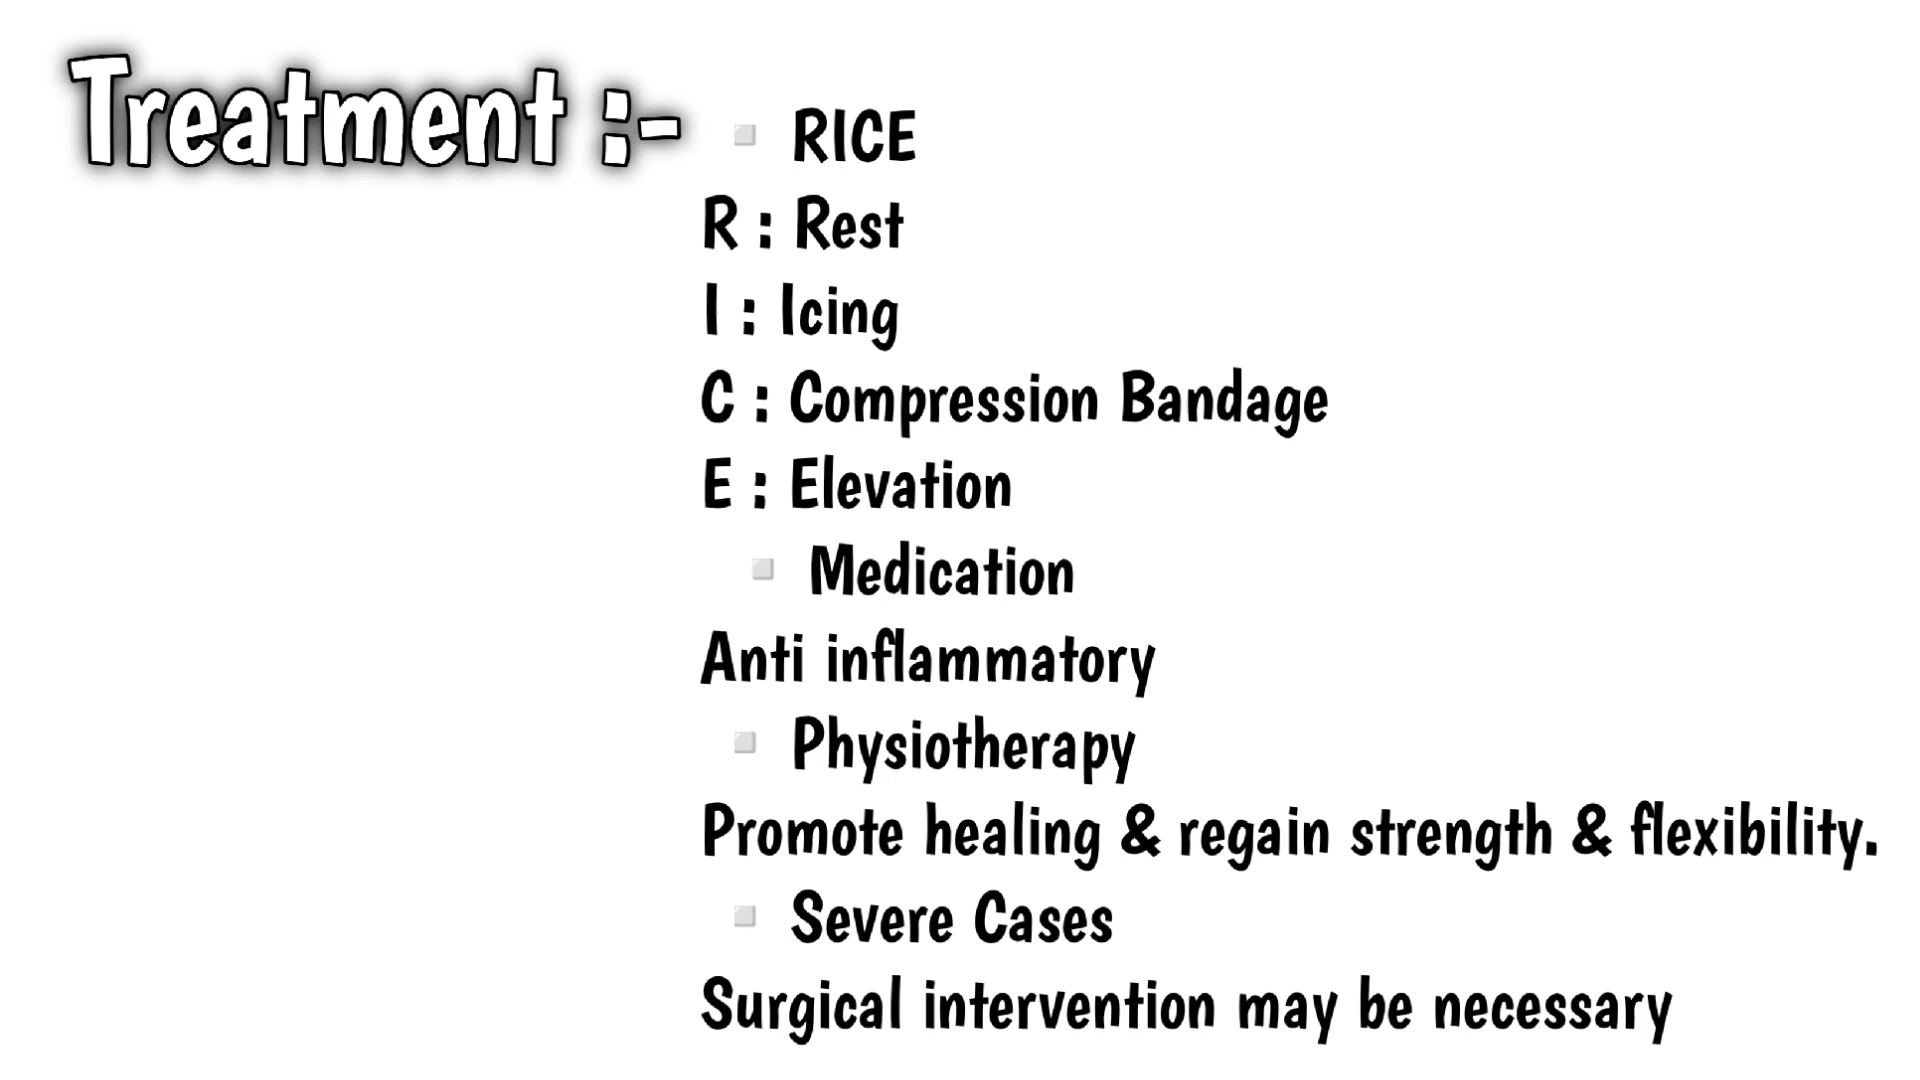 Treatment :-
▫️ RICE
R : Rest
I : Icing
C : Compression Bandage
E : Elevation
▫️ Medication
Anti inflammatory
▫️ Physiotherapy
Promote healing & regain strength & flexibility.
▫️ Severe Cases
Surgical intervention may be necessary